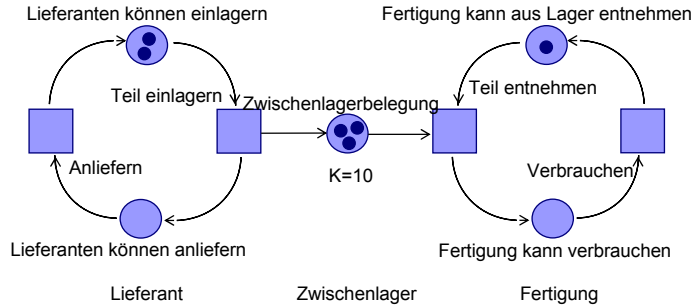 Lieferanten können einlagern
Fertigung kann aus Lager entnehmen
Teil einlagern
Teil entnehmen
Zwischenlagerbelegung
Anliefern
K=10
Verbrauchen
Lieferanten können anliefern
Fertigung kann verbrauchen
Lieferant
Zwischenlager
Fertigung